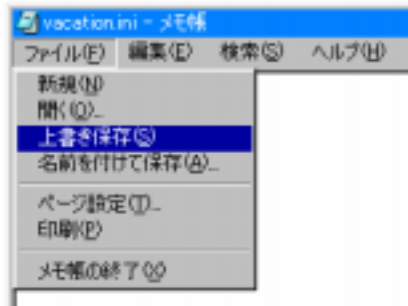 vacation.ini - メモ帳
ファイル(F) 編集(E) 検索(S) ヘルプ(H)
新規(N)
開く(O)...
上書き保存(S)
名前を付けて保存(A)...
ページ設定(T)...
印刷(P)
メモ帳の終了(X)